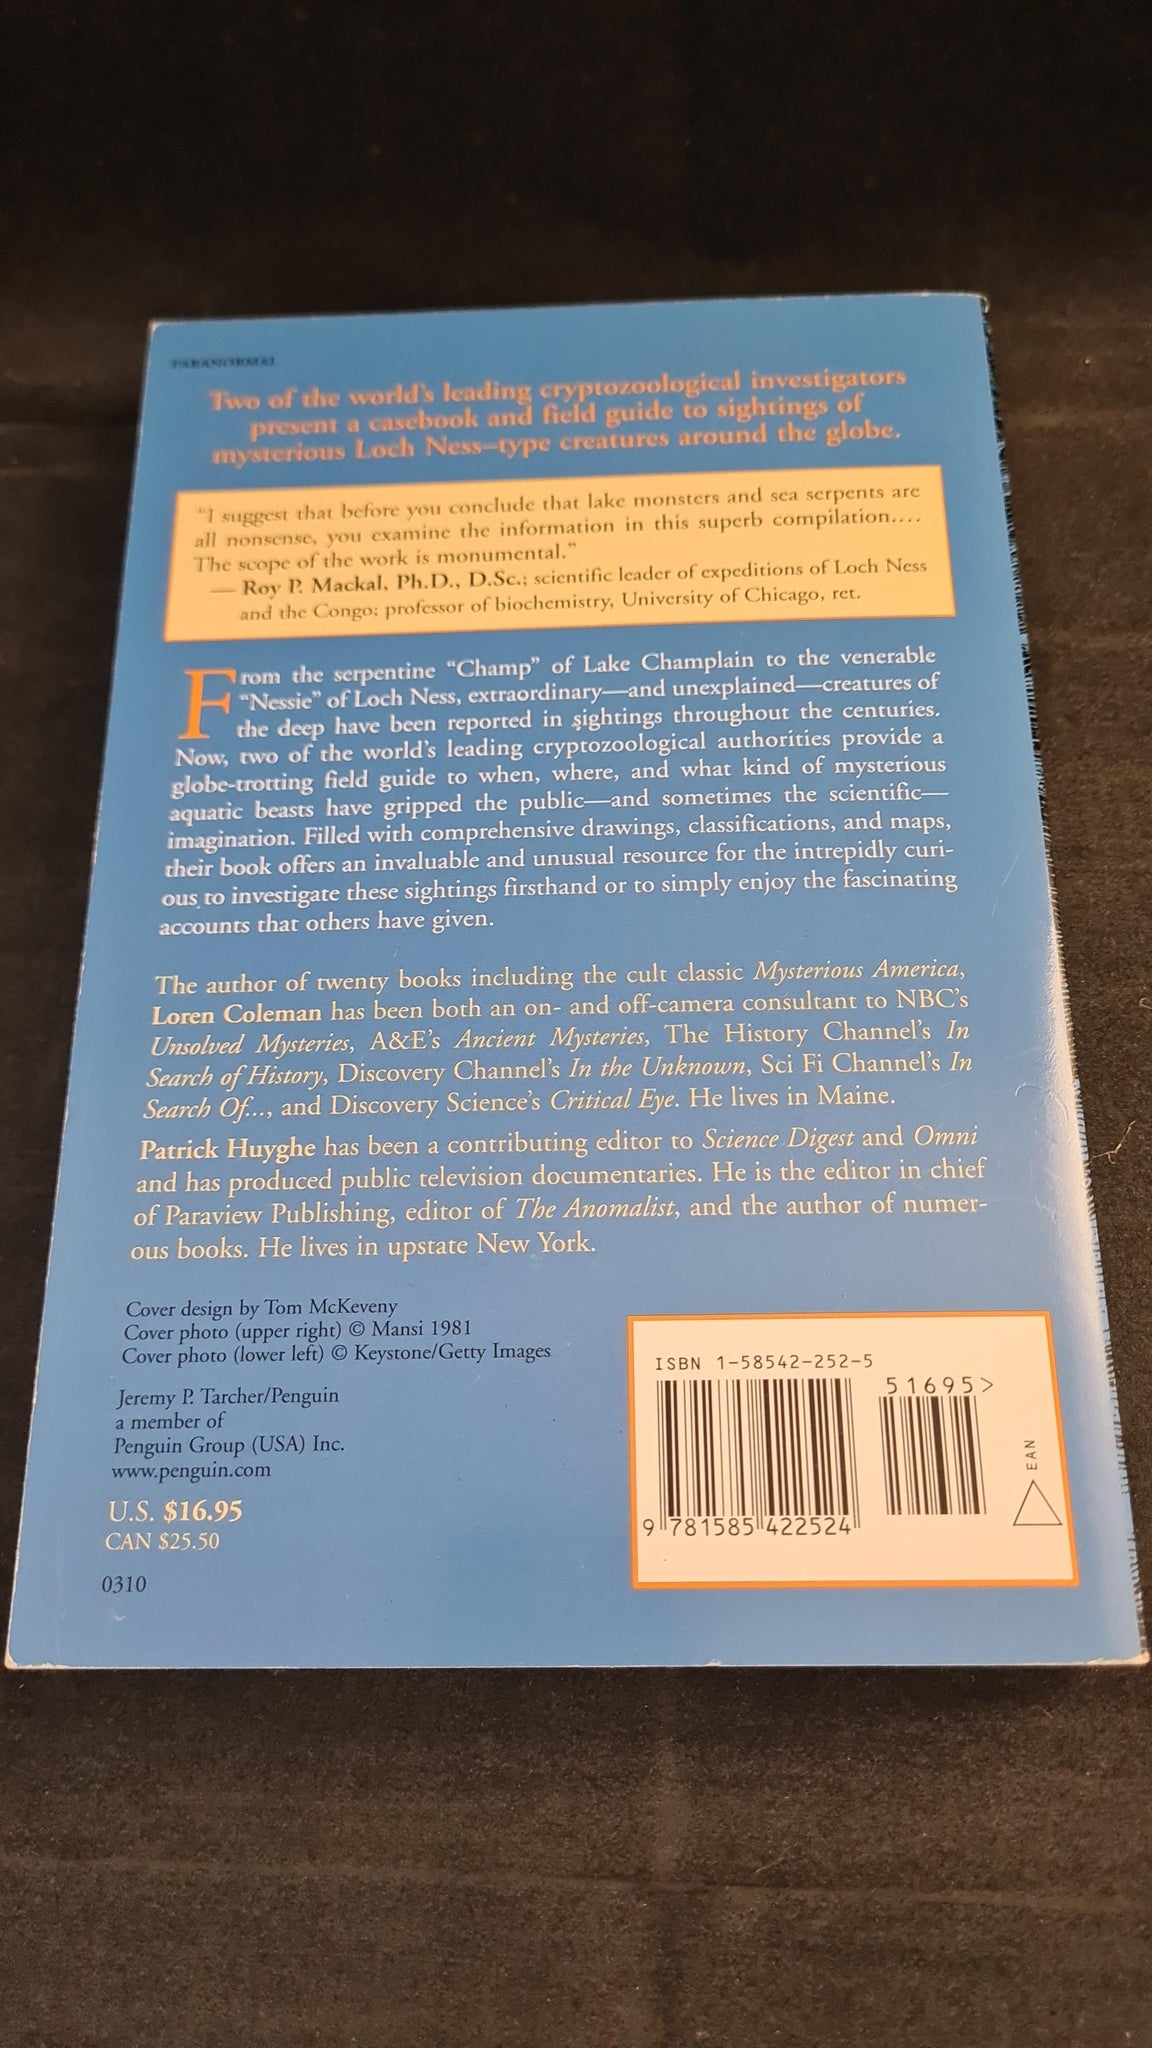 PARANORMAL
Two of the world's leading cryptozoological investigators
present a casebook and field guide to sightings of
mysterious Loch Ness–type creatures around the globe.
"I suggest that before you conclude that lake monsters and sea serpents are
all nonsense, you examine the information in this superb compilation....
The scope of the work is monumental."
— Roy P. Mackal, Ph.D., D.Sc.; scientific leader of expeditions of Loch Ness
and the Congo; professor of biochemistry, University of Chicago, ret.
From the serpentine "Champ" of Lake Champlain to the venerable
"Nessie" of Loch Ness, extraordinary—and unexplained—creatures of
the deep have been reported in sightings throughout the centuries.
Now, two of the world's leading cryptozoological authorities provide a
globe-trotting field guide to when, where, and what kind of mysterious
aquatic beasts have gripped the public—and sometimes the scientific—
imagination. Filled with comprehensive drawings, classifications, and maps,
their book offers an invaluable and unusual resource for the intrepidly curi-
ous to investigate these sightings firsthand or to simply enjoy the fascinating
accounts that others have given.
The author of twenty books including the cult classic Mysterious America,
Loren Coleman has been both an on- and off-camera consultant to NBC's
Unsolved Mysteries, A&E's Ancient Mysteries, The History Channel's In
Search of History, Discovery Channel's In the Unknown, Sci Fi Channel's In
Search Of..., and Discovery Science's Critical Eye. He lives in Maine.
Patrick Huyghe has been a contributing editor to Science Digest and Omni
and has produced public television documentaries. He is the editor in chief
of Paraview Publishing, editor of The Anomalist, and the author of numer-
ous books. He lives in upstate New York.
Cover design by Tom McKeveny
Cover photo (upper right) © Mansi 1981
Cover photo (lower left) © Keystone/Getty Images
Jeremy P. Tarcher/Penguin
a member of
Penguin Group (USA) Inc.
www.penguin.com
U.S. $16.95
CAN $25.50
0310
ISBN 1-58542-252-5
51695>
EAN
9 781585 422524